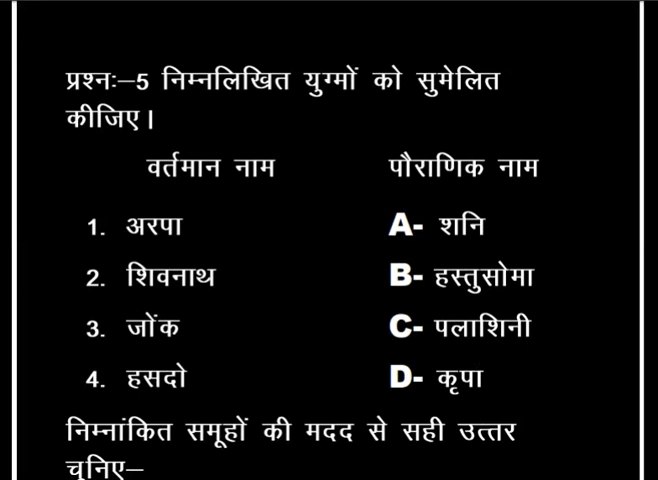 प्रश्नः–5 निम्नलिखित युग्मों को सुमेलित
कीजिए।
वर्तमान नाम पौराणिक नाम
1. अरपा A- शनि
2. शिवनाथ B- हस्तुसोमा
3. जोंक C- पलाशिनी
4. हसदो D- कृपा
निम्नांकित समूहों की मदद से सही उत्तर
चुनिए–